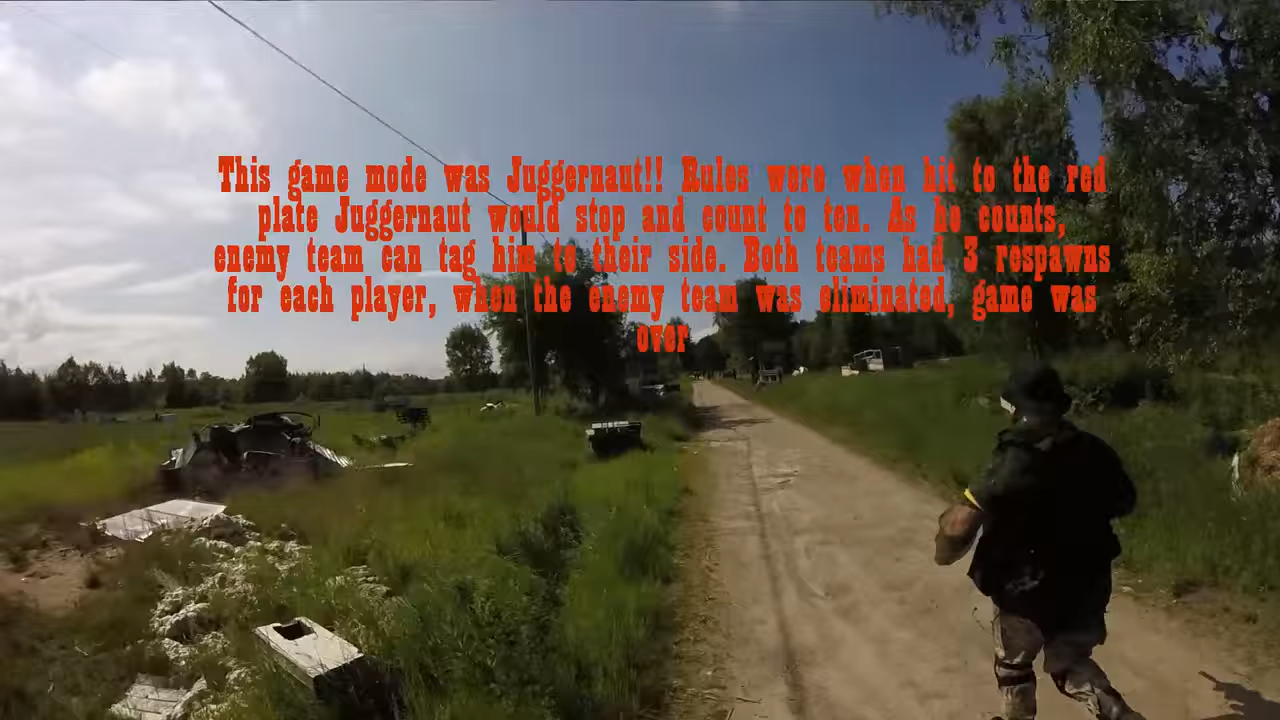 This game mode was Juggernaut!! Rules were when hit to the red
plate Juggernaut would stop and count to ten. As he counts,
enemy team can tag him to their side. Both teams had 3 respawns
for each player, when the enemy team was eliminated, game was
over